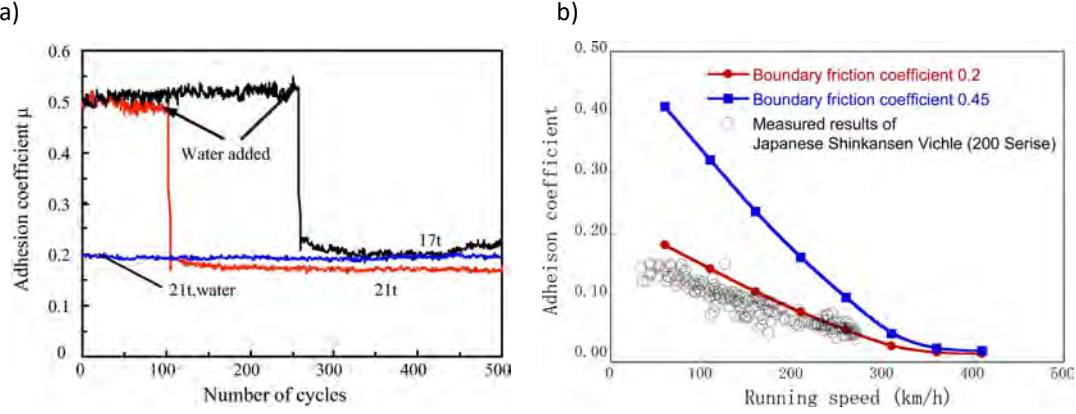 a)
0.6
0.5
0.4
0.3
0.2
0.1
0
Adhesion coefficient μ
Water added
17t
21t,water
21t
0
100
200
300
400
500
Number of cycles
b)
0.50
0.40
0.30
0.20
0.10
0.00
Adheison coefficient
Boundary friction coefficient 0.2
Boundary friction coefficient 0.45
Measured results of
Japanese Shinkansen Vichle (200 Serise)
0
100
200
300
400
500
Running speed (km/h)